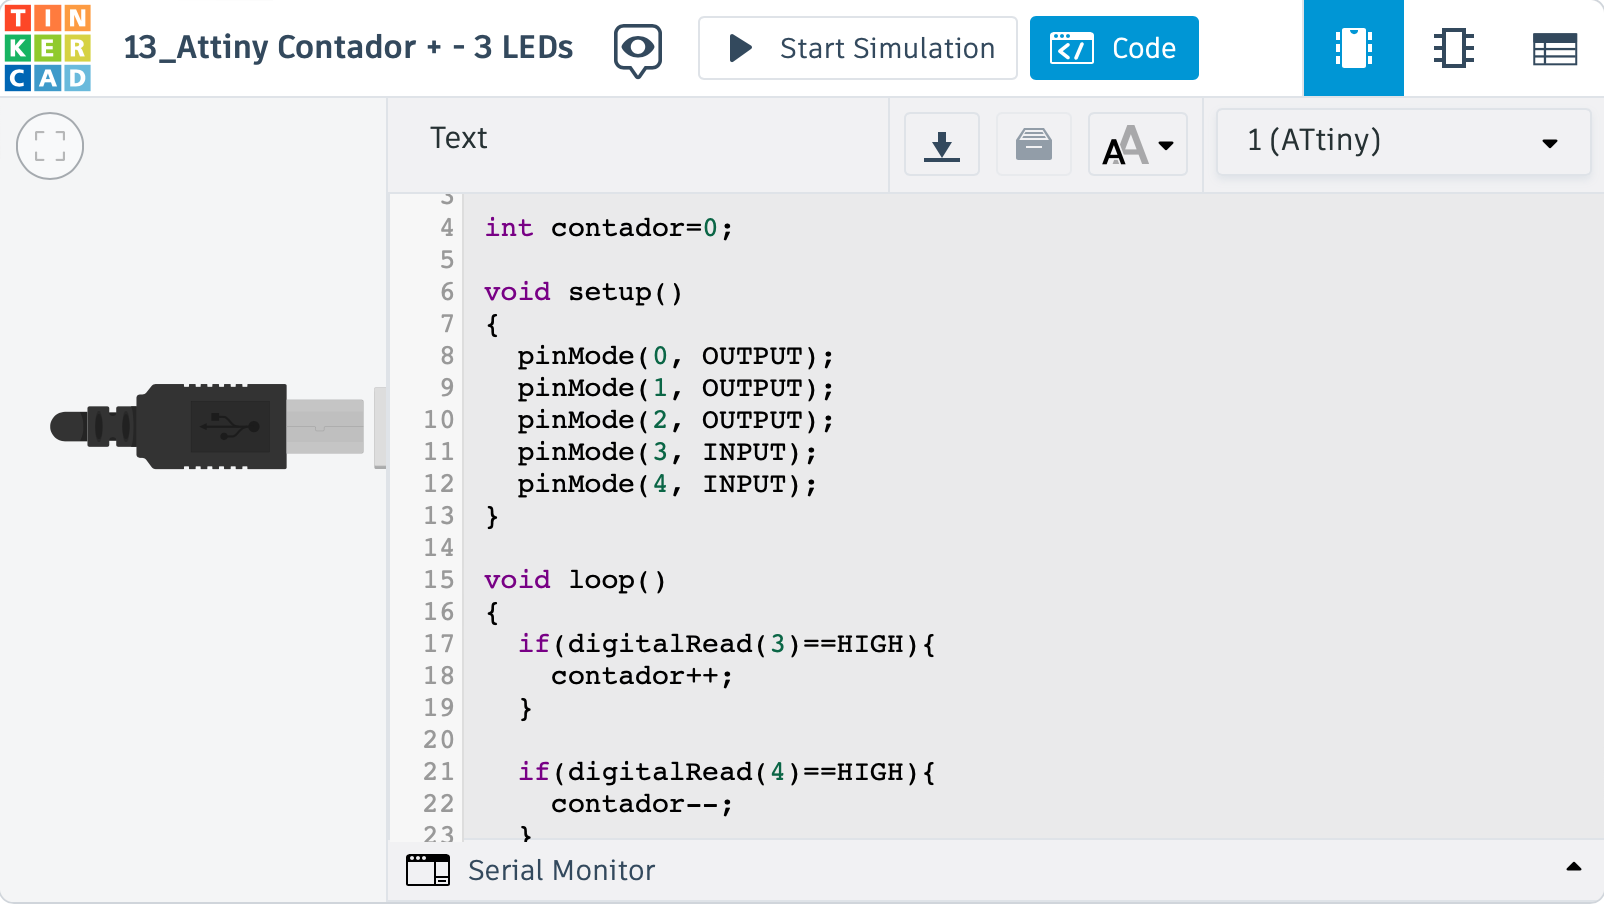 TIN
KER
CAD
13_Attiny Contador + - 3 LEDs
Start Simulation
Code
Text
AA
1 (ATtiny)
3
4 int contador=0;
5
6 void setup()
7 {
8 pinMode(0, OUTPUT);
9 pinMode(1, OUTPUT);
10 pinMode(2, OUTPUT);
11 pinMode(3, INPUT);
12 pinMode(4, INPUT);
13 }
14
15 void loop()
16 {
17 if(digitalRead(3)==HIGH){
18 contador++;
19 }
20
21 if(digitalRead(4)==HIGH){
22 contador--;
23 }
Serial Monitor